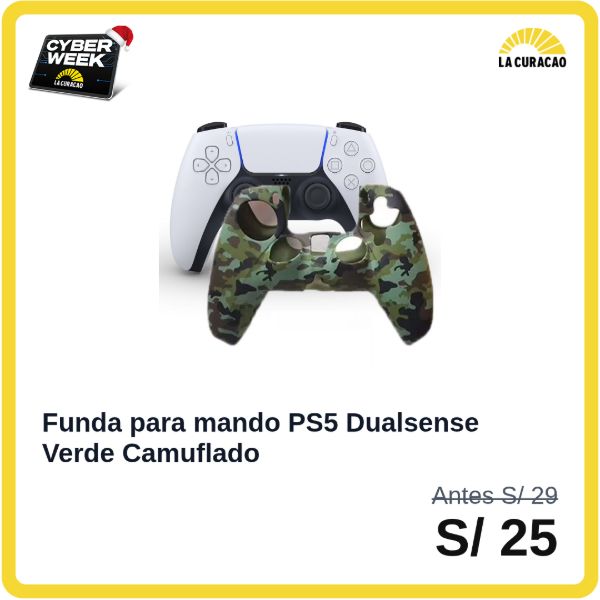 CYBER
WEEK
LA CURACAO
LA CURACAO
Funda para mando PS5 Dualsense
Verde Camuflado
Antes S/ 29
S/ 25